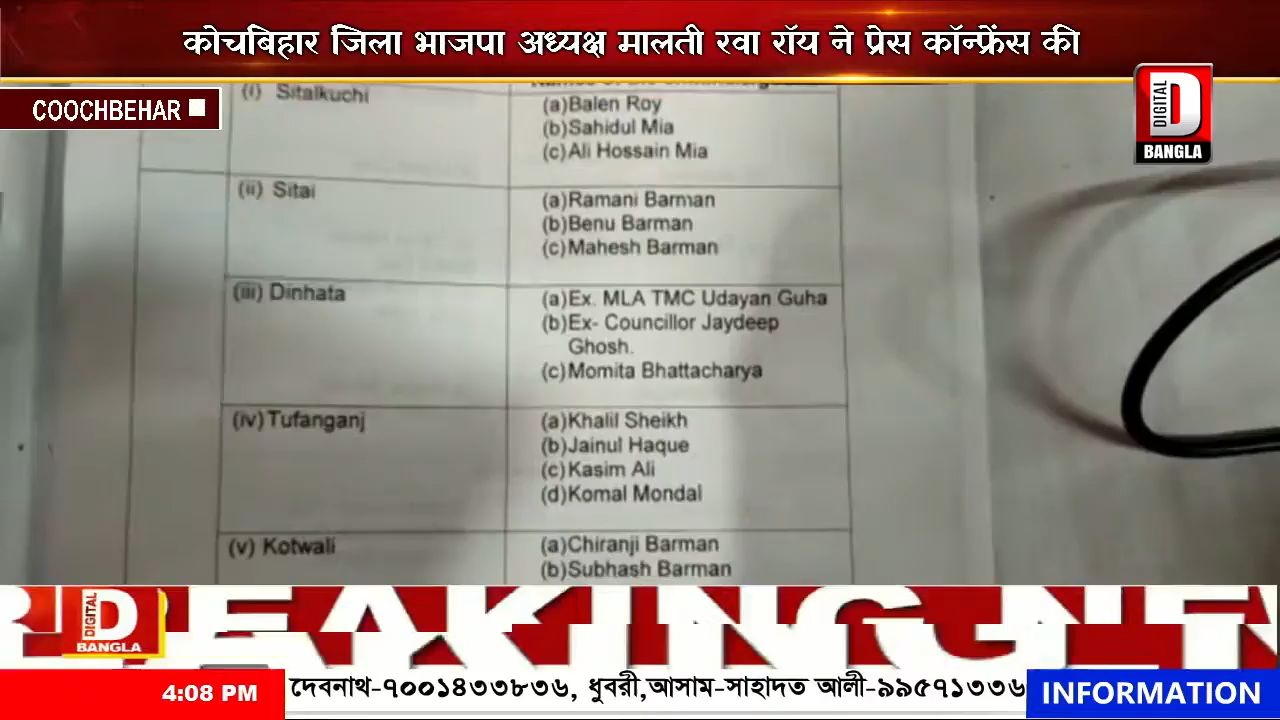 कोचबिहार जिला भाजपा अध्यक्ष मालती रवा रॉय ने प्रेस कॉन्फ्रेंस की
COOCHBEHAR
DIGITAL
BANGLA
(i) Sitalkuchi
(a)Balen Roy
(b)Sahidul Mia
(c)Ali Hossain Mia
(ii) Sitai
(a)Ramani Barman
(b)Benu Barman
(c)Mahesh Barman
(iii) Dinhata
(a)Ex. MLA TMC Udayan Guha
(b)Ex- Councillor Jaydeep
Ghosh.
(c)Momita Bhattacharya
(iv)Tufanganj
(a)Khalil Sheikh
(b)Jainul Haque
(c)Kasim Ali
(d)Komal Mondal
(v) Kotwali
(a)Chiranji Barman
(b)Subhash Barman
DIGITAL
BANGLA
4:08 PM
দেবনাথ-৭০০১৪৩৩৮৩৬, ধুবরী,আসাম-সাহাদত আলী-৯৯৫৭১৩৩৬
INFORMATION